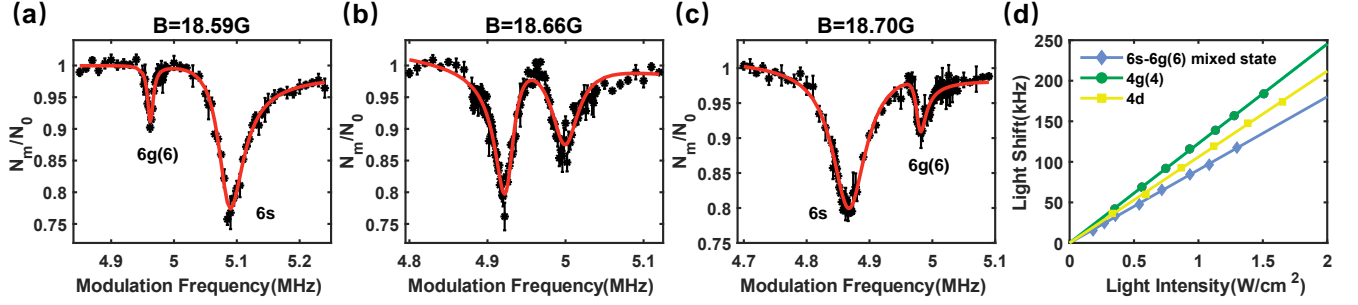 (a)
B=18.59G
N_m/N_0
1
0.95
0.9
0.85
0.8
0.75
6g(6)
6s
4.9 5 5.1 5.2
Modulation Frequency(MHz)
(b)
B=18.66G
N_m/N_0
1
0.95
0.9
0.85
0.8
0.75
4.8 4.9 5 5.1
Modulation Frequency(MHz)
(c)
B=18.70G
N_m/N_0
1
0.95
0.9
0.85
0.8
0.75
6s
6g(6)
4.7 4.8 4.9 5
Modulation Frequency(MHz)
(d)
Light Shift(kHz)
250
200
150
100
50
0
6s-6g(6) mixed state
4g(4)
4d
0 0.5 1 1.5 2
Light Intensity(W/cm²)